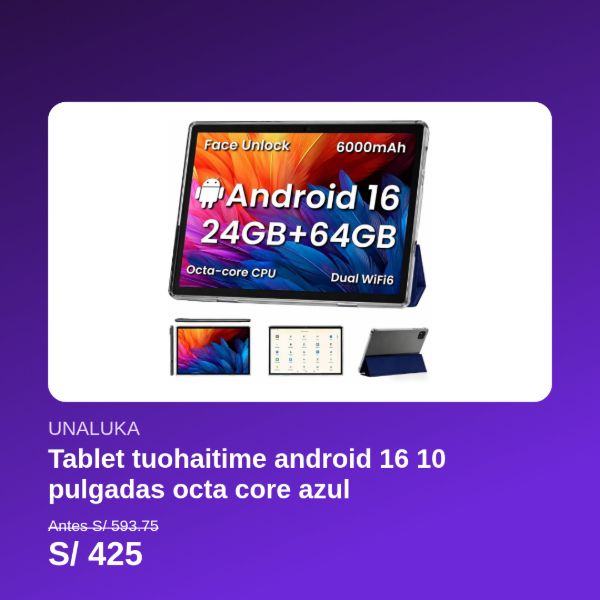 Face Unlock
6000mAh
Android 16
24GB+64GB
Octa-core CPU
Dual WiFi6
UNALUKA
Tablet tuohaitime android 16 10
pulgadas octa core azul
Antes S/ 593.75
S/ 425